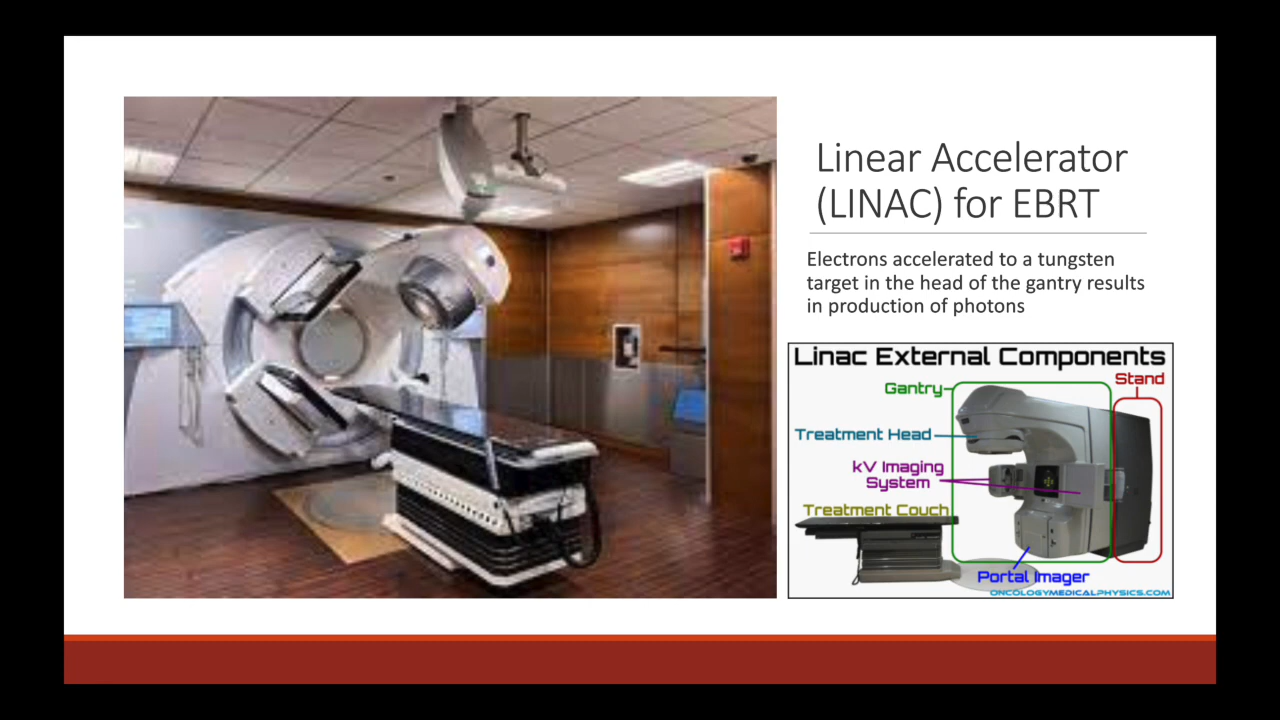 Linear Accelerator
(LINAC) for EBRT
Electrons accelerated to a tungsten
target in the head of the gantry results
in production of photons
Linac External Components
Stand
Gantry
Treatment Head
kV Imaging
System
Treatment Couch
Portal Imager
ONCOLOGYMEDICALPHYSICS.COM